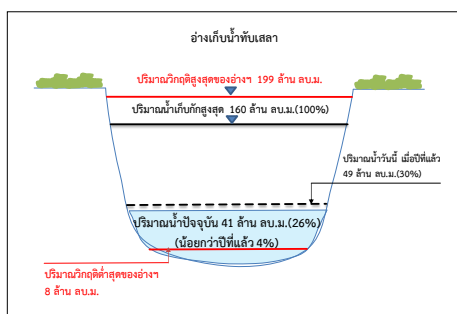 อ่างเก็บน้ำทับเสลา
ปริมาณวิกฤติสูงสุดของอ่างฯ 199 ล้าน ลบ.ม.
ปริมาณน้ำเก็บกักสูงสุด 160 ล้าน ลบ.ม.(100%)
ปริมาณน้ำวันนี้ เมื่อปีที่แล้ว
49 ล้าน ลบ.ม.(30%)
ปริมาณน้ำปัจจุบัน 41 ล้าน ลบ.ม.(26%)
(น้อยกว่าปีที่แล้ว 4%)
ปริมาณวิกฤติต่ำสุดของอ่างฯ
8 ล้าน ลบ.ม.